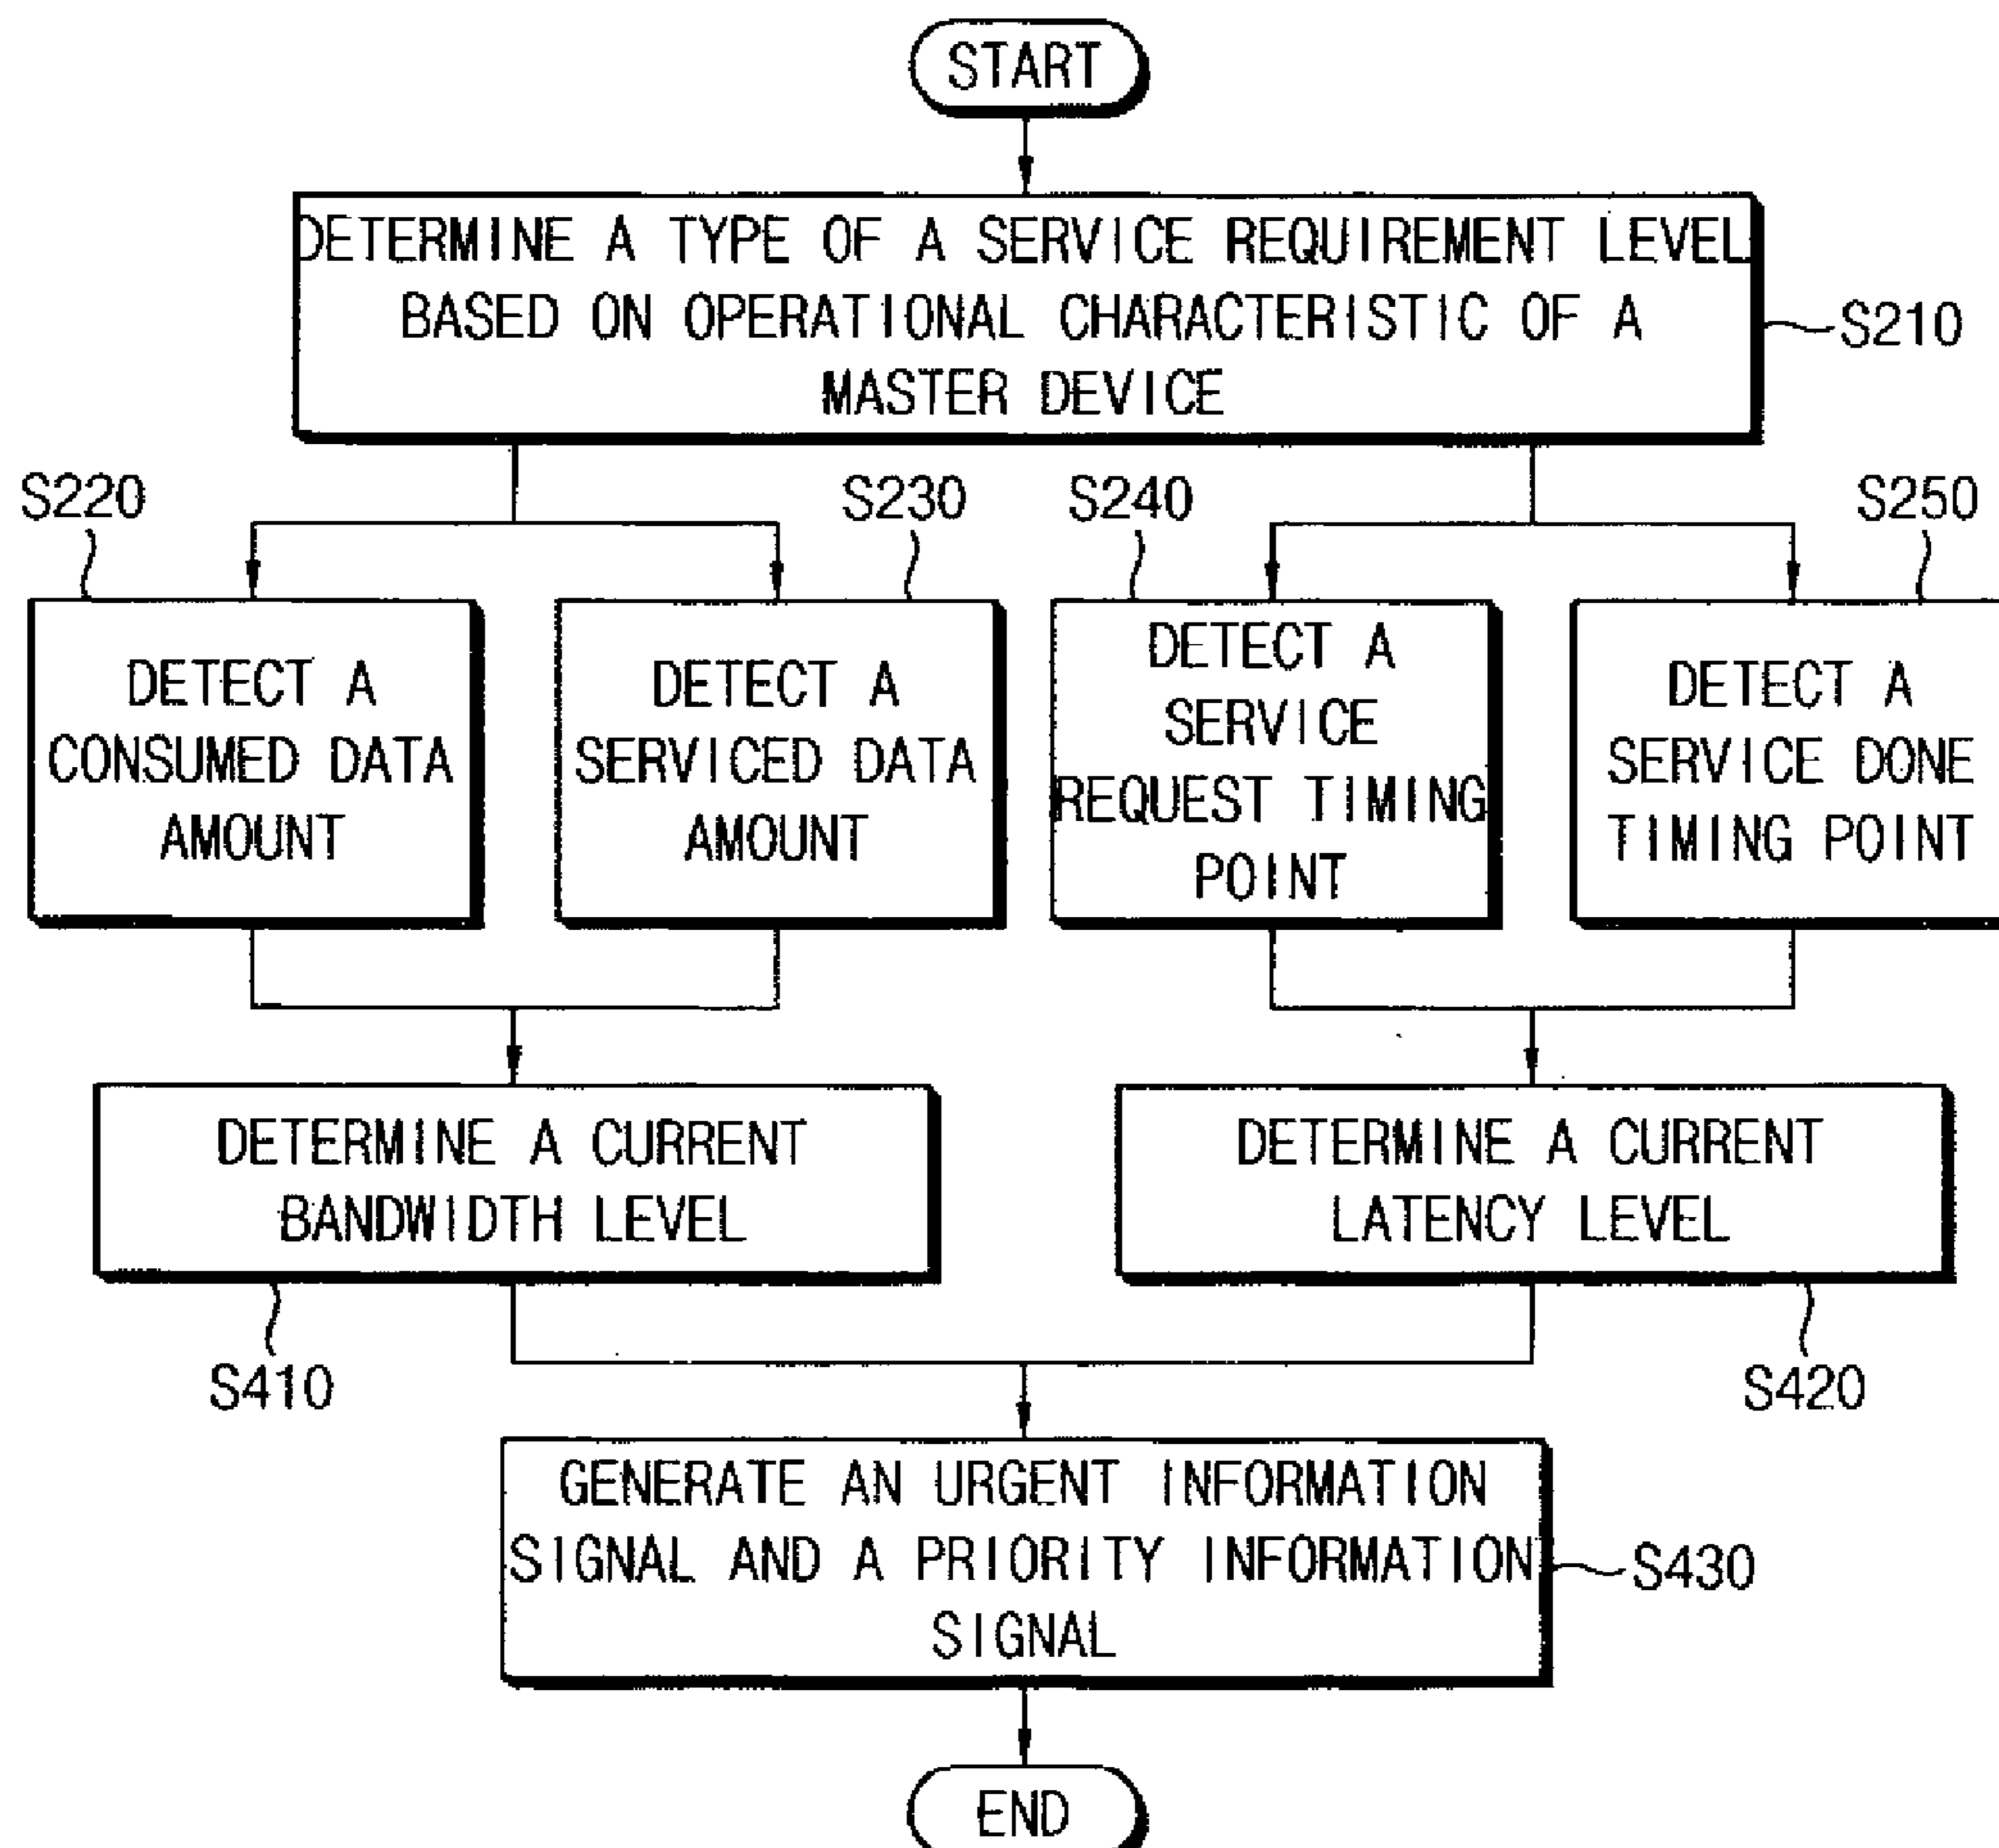 START
DETERMINE A TYPE OF A SERVICE REQUIREMENT LEVEL
BASED ON OPERATIONAL CHARACTERISTIC OF A
MASTER DEVICE
S210
S220
S230
S240
S250
DETECT A
CONSUMED DATA
AMOUNT
DETECT A
SERVICED DATA
AMOUNT
DETECT A
SERVICE
REQUEST TIMING
POINT
DETECT A
SERVICE DONE
TIMING POINT
DETERMINE A CURRENT
BANDWIDTH LEVEL
DETERMINE A CURRENT
LATENCY LEVEL
S410
S420
GENERATE AN URGENT INFORMATION
SIGNAL AND A PRIORITY INFORMATION
SIGNAL
S430
END